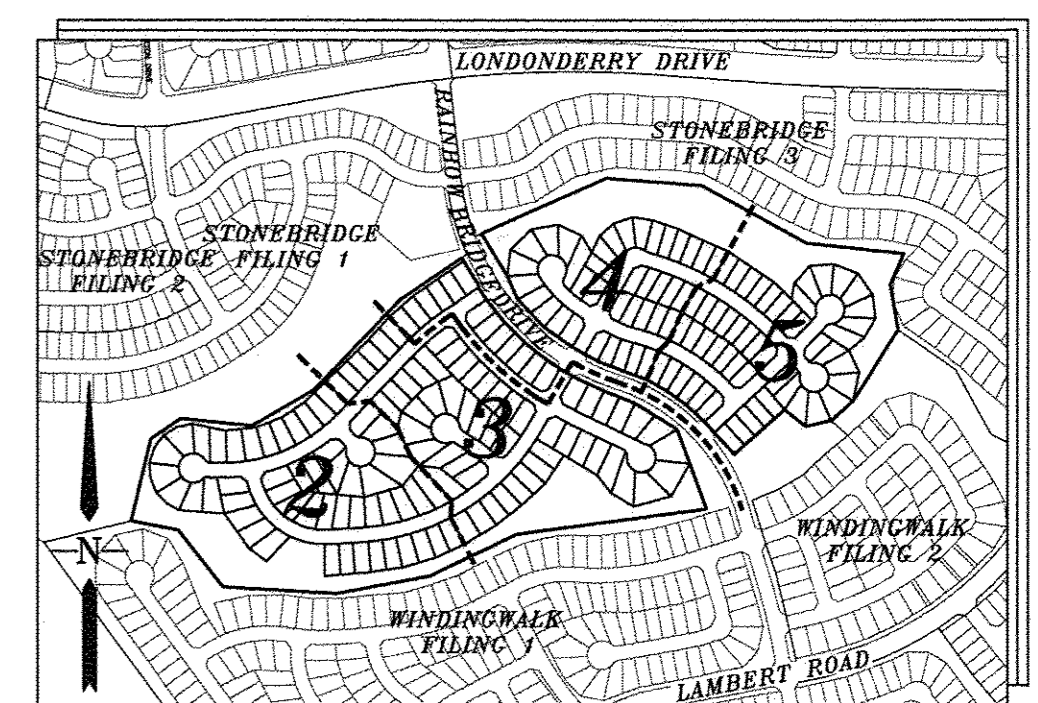 LONDONDERRY DRIVE
RAINBOW BRIDGE DRIVE
STONEBRIDGE
FILING 3
STONEBRIDGE
FILING 1
STONEBRIDGE
FILING 2
4
5
3
2
N
WINDINGWALK
FILING 2
WINDINGWALK
FILING 1
LAMBERT ROAD